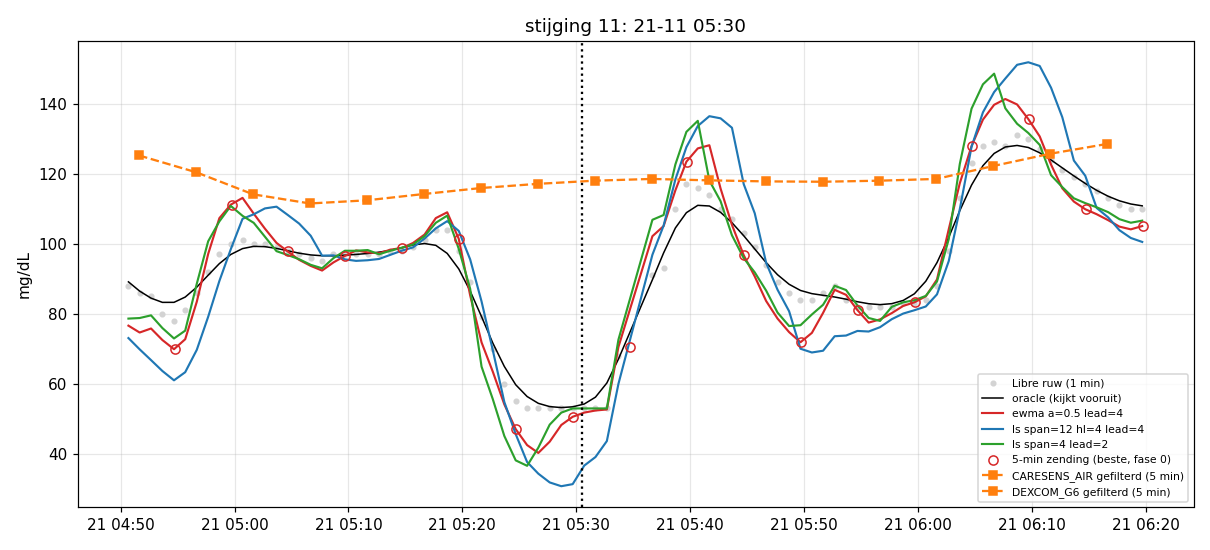 stijging 11: 21-11 05:30
mg/dL
140
120
100
80
60
40
21 04:50
21 05:00
21 05:10
21 05:20
21 05:30
21 05:40
21 05:50
21 06:00
21 06:10
21 06:20
Libre ruw (1 min)
oracle (kijkt vooruit)
ewma a=0.5 lead=4
ls span=12 hl=4 lead=4
ls span=4 lead=2
5-min zending (beste, fase 0)
CARESENS_AIR gefilterd (5 min)
DEXCOM_G6 gefilterd (5 min)